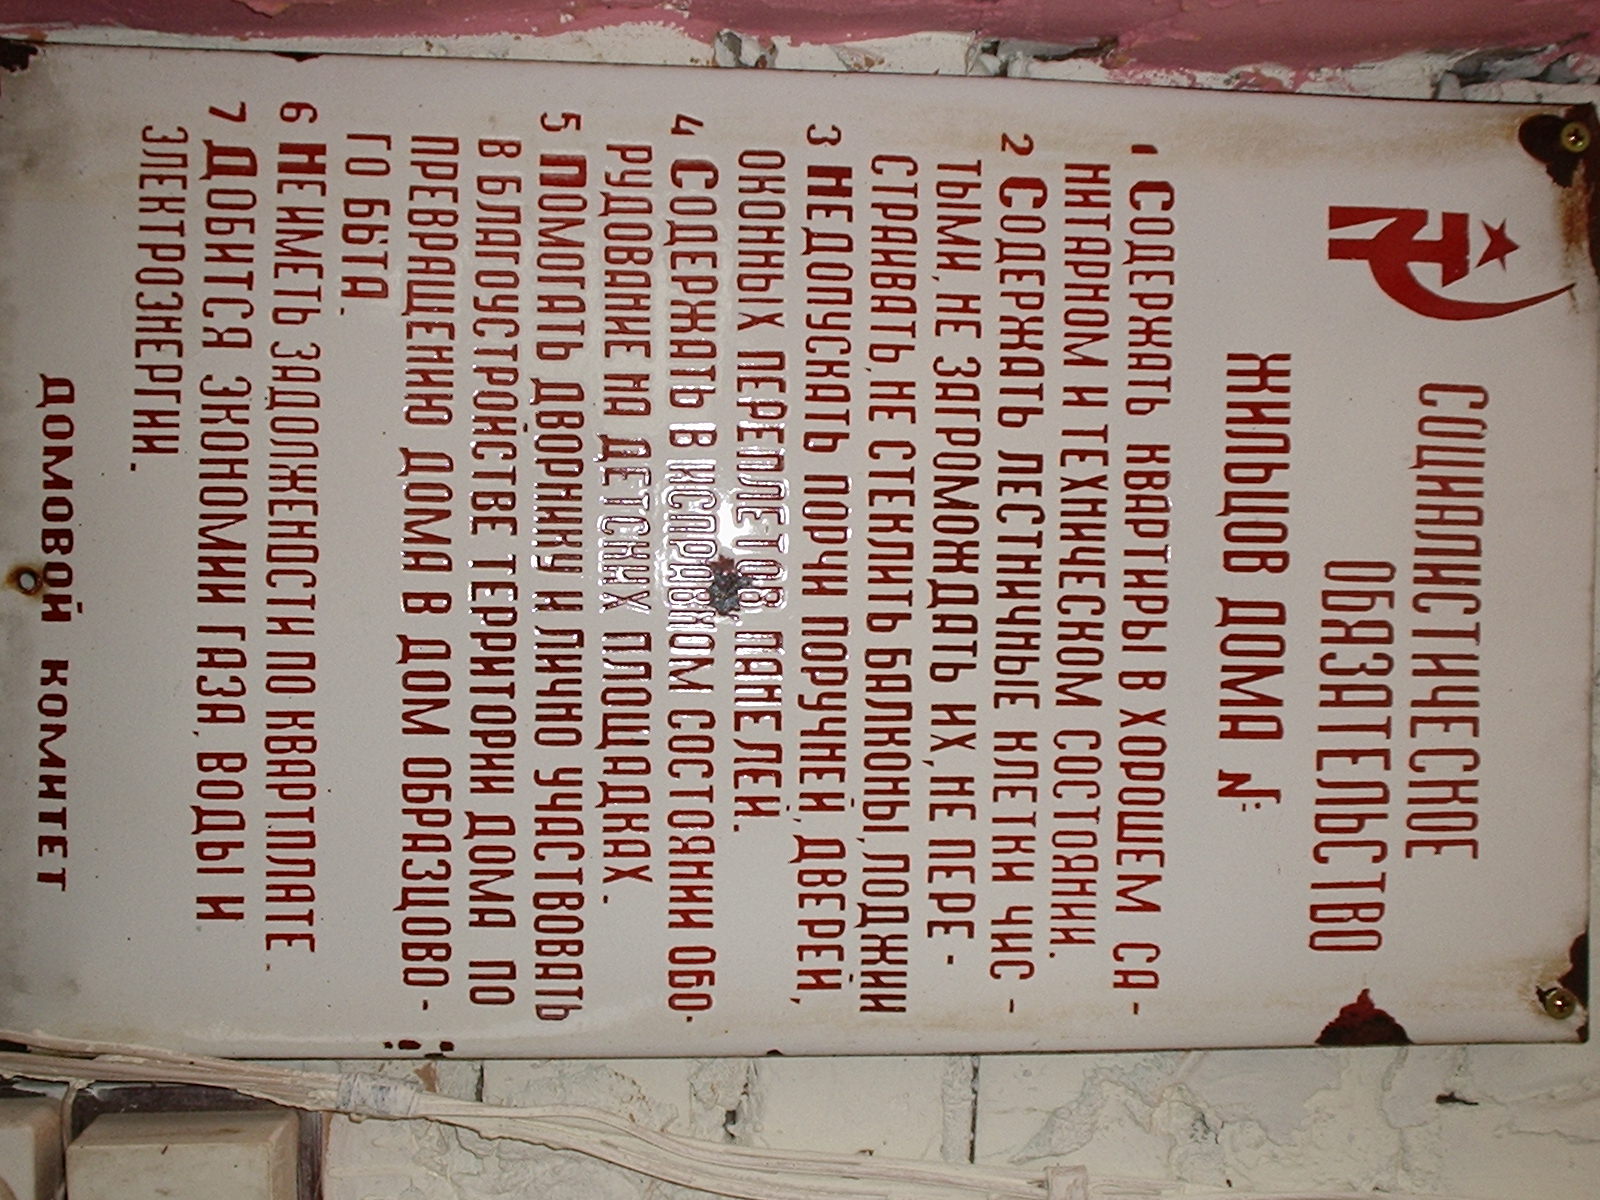 СОЦИАЛИСТИЧЕСКОЕ
ОБЯЗАТЕЛЬСТВО
ЖИЛЬЦОВ ДОМА №
1 СОДЕРЖАТЬ КВАРТИРЫ В ХОРОШЕМ СА-
НИТАРНОМ И ТЕХНИЧЕСКОМ СОСТОЯНИИ.
2 СОДЕРЖАТЬ ЛЕСТНИЧНЫЕ КЛЕТКИ ЧИС-
ТЫМИ, НЕ ЗАГРОМОЖДАТЬ ИХ, НЕ ПЕРЕ-
СТРАИВАТЬ, НЕ СТЕКЛИТЬ БАЛКОНЫ, ЛОДЖИИ
3 НЕ ДОПУСКАТЬ ПОРЧИ ПОРУЧНЕЙ, ДВЕРЕЙ,
ОКОННЫХ ПЕРЕПЛЕТОВ, ПАНЕЛЕЙ.
4 СОДЕРЖАТЬ В ИСПРАВНОМ СОСТОЯНИИ ОБО-
РУДОВАНИЕ НА ДЕТСКИХ ПЛОЩАДКАХ.
5 ПОМОГАТЬ ДВОРНИКУ И ЛИЧНО УЧАСТВОВАТЬ
В БЛАГОУСТРОЙСТВЕ ТЕРРИТОРИИ ДОМА ПО
ПРЕВРАЩЕНИЮ ДОМА В ДОМ ОБРАЗЦОВО-
ГО БЫТА.
6 НЕ ИМЕТЬ ЗАДОЛЖЕНОСТИ ПО КВАРТПЛАТЕ.
7 ДОБИТСЯ ЭКОНОМИИ ГАЗА, ВОДЫ И
ЭЛЕКТРОЭНЕРГИИ.
ДОМОВОЙ КОМИТЕТ